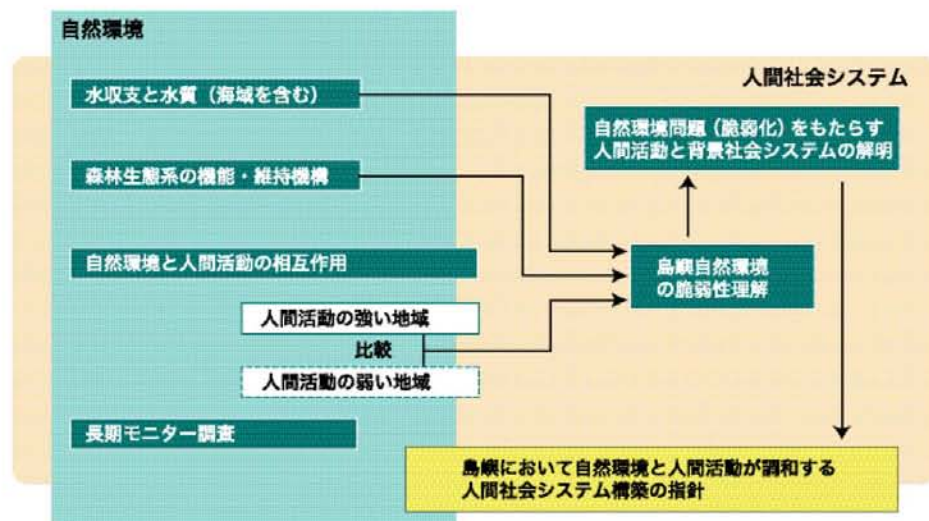 自然環境
人間社会システム
水収支と水質（海域を含む）
自然環境問題（脆弱化）をもたらす
人間活動と背景社会システムの解明
森林生態系の機能・維持機構
自然環境と人間活動の相互作用
島嶼自然環境
の脆弱性理解
人間活動の強い地域
比較
人間活動の弱い地域
長期モニター調査
島嶼において自然環境と人間活動が調和する
人間社会システム構築の指針